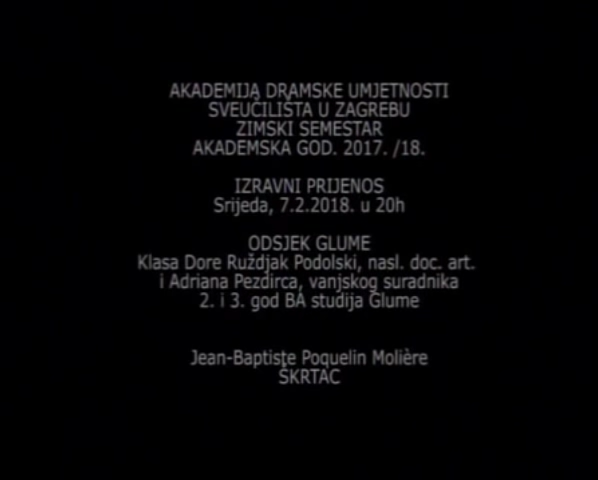 AKADEMIJA DRAMSKE UMJETNOSTI
SVEUČILIŠTA U ZAGREBU
ZIMSKI SEMESTAR
AKADEMSKA GOD. 2017. /18.
IZRAVNI PRIJENOS
Srijeda, 7.2.2018. u 20h
ODSJEK GLUME
Klasa Dore Ruždjak Podolski, nasl. doc. art.
i Adriana Pezdirca, vanjskog suradnika
2. i 3. god BA studija Glume
Jean-Baptiste Poquelin Molière
ŠKRTAC